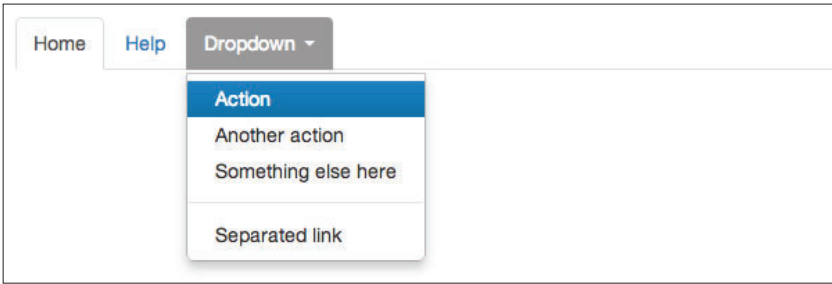 Home Help Dropdown
Action
Another action
Something else here
Separated link